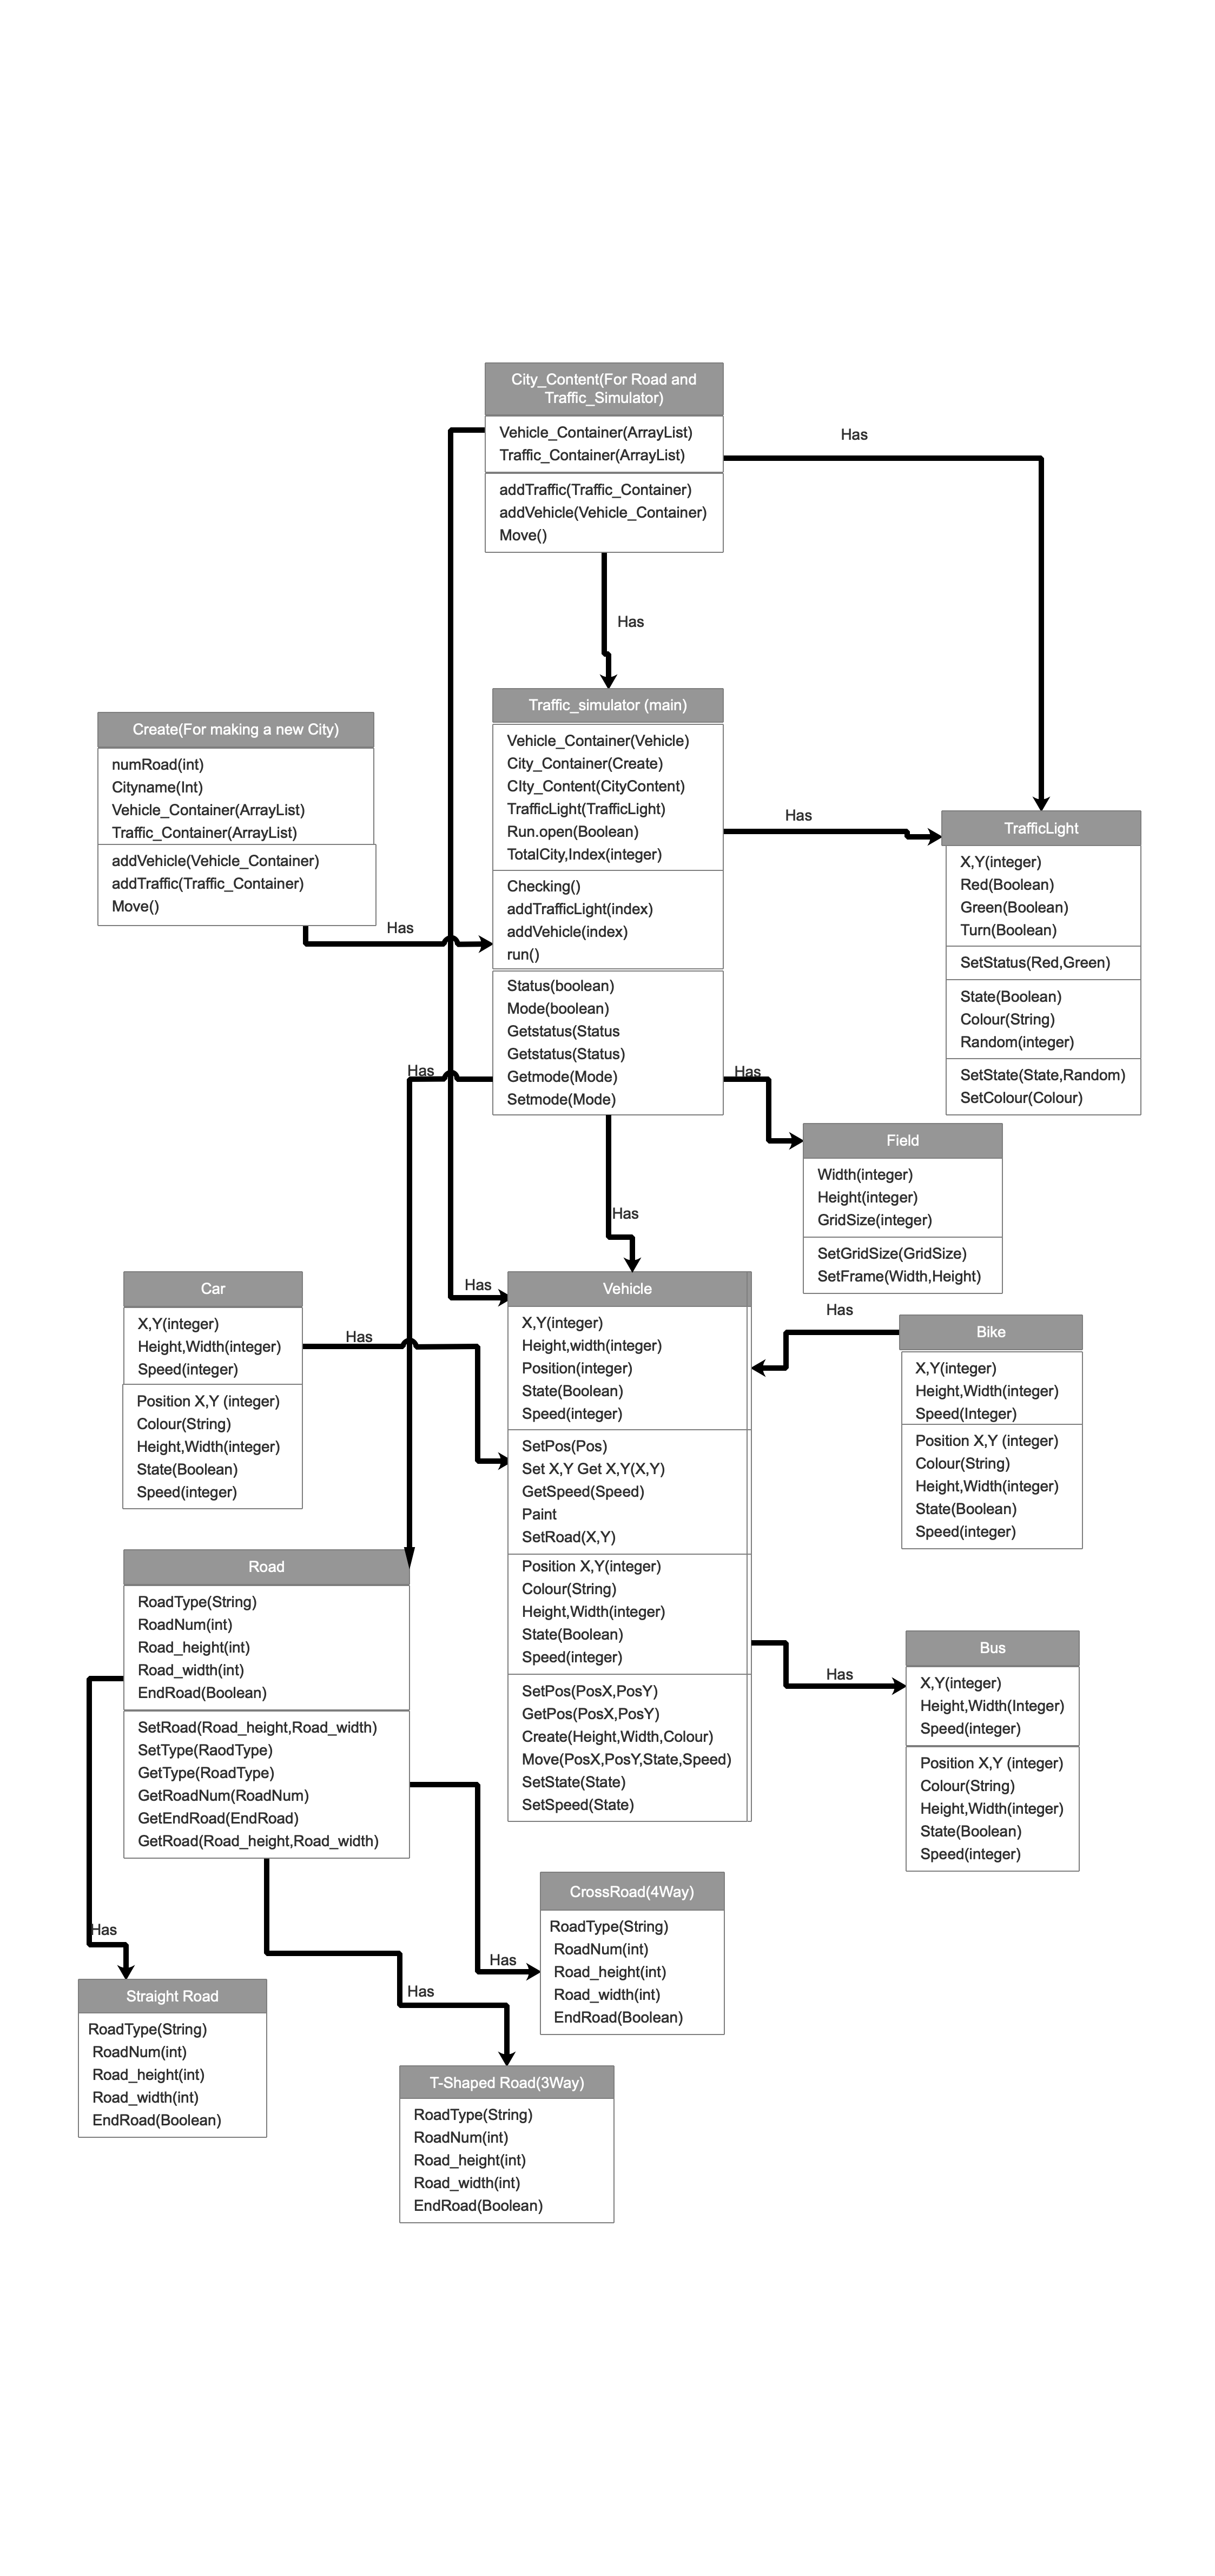 City_Content(For Road and
Traffic_Simulator)
Vehicle_Container(ArrayList)
Traffic_Container(ArrayList)
addTraffic(Traffic_Container)
addVehicle(Vehicle_Container)
Move()
Has
Has
Traffic_simulator (main)
Vehicle_Container(Vehicle)
City_Container(Create)
CIty_Content(CityContent)
TrafficLight(TrafficLight)
Run.open(Boolean)
TotalCity,Index(integer)
Checking()
addTrafficLight(index)
addVehicle(index)
run()
Status(boolean)
Mode(boolean)
Getstatus(Status
Getstatus(Status)
Getmode(Mode)
Setmode(Mode)
Create(For making a new City)
numRoad(int)
Cityname(Int)
Vehicle_Container(ArrayList)
Traffic_Container(ArrayList)
addVehicle(Vehicle_Container)
addTraffic(Traffic_Container)
Move()
Has
Has
TrafficLight
X,Y(integer)
Red(Boolean)
Green(Boolean)
Turn(Boolean)
SetStatus(Red,Green)
State(Boolean)
Colour(String)
Random(integer)
SetState(State,Random)
SetColour(Colour)
Has
Has
Field
Width(integer)
Height(integer)
GridSize(integer)
SetGridSize(GridSize)
SetFrame(Width,Height)
Has
Has
Car
X,Y(integer)
Height,Width(integer)
Speed(integer)
Position X,Y (integer)
Colour(String)
Height,Width(integer)
State(Boolean)
Speed(integer)
Has
Vehicle
X,Y(integer)
Height,width(integer)
Position(integer)
State(Boolean)
Speed(integer)
SetPos(Pos)
Set X,Y Get X,Y(X,Y)
GetSpeed(Speed)
Paint
SetRoad(X,Y)
Position X,Y(integer)
Colour(String)
Height,Width(integer)
State(Boolean)
Speed(integer)
SetPos(PosX,PosY)
GetPos(PosX,PosY)
Create(Height,Width,Colour)
Move(PosX,PosY,State,Speed)
SetState(State)
SetSpeed(State)
Has
Bike
X,Y(integer)
Height,Width(integer)
Speed(Integer)
Position X,Y (integer)
Colour(String)
Height,Width(integer)
State(Boolean)
Speed(integer)
Has
Bus
X,Y(integer)
Height,Width(Integer)
Speed(integer)
Position X,Y (integer)
Colour(String)
Height,Width(integer)
State(Boolean)
Speed(integer)
Road
RoadType(String)
RoadNum(int)
Road_height(int)
Road_width(int)
EndRoad(Boolean)
SetRoad(Road_height,Road_width)
SetType(RaodType)
GetType(RoadType)
GetRoadNum(RoadNum)
GetEndRoad(EndRoad)
GetRoad(Road_height,Road_width)
Has
Has
Has
CrossRoad(4Way)
RoadType(String)
RoadNum(int)
Road_height(int)
Road_width(int)
EndRoad(Boolean)
Straight Road
RoadType(String)
RoadNum(int)
Road_height(int)
Road_width(int)
EndRoad(Boolean)
T-Shaped Road(3Way)
RoadType(String)
RoadNum(int)
Road_height(int)
Road_width(int)
EndRoad(Boolean)